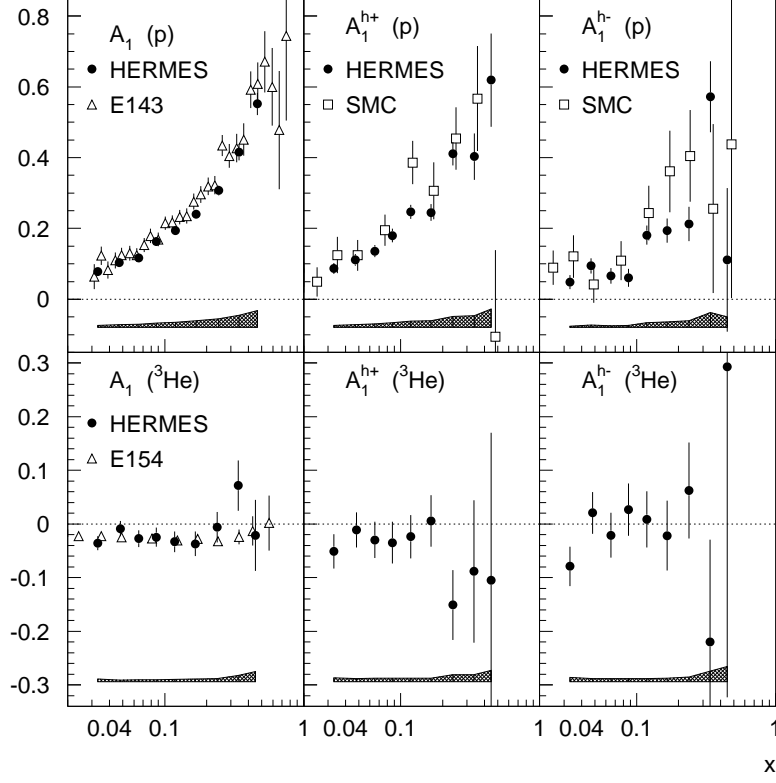 A₁ (p)
HERMES
E143
A₁ʰ⁺ (p)
HERMES
SMC
A₁ʰ⁻ (p)
HERMES
SMC
0.8
0.6
0.4
0.2
0
A₁ (³He)
HERMES
E154
A₁ʰ⁺ (³He)
A₁ʰ⁻ (³He)
0.3
0.2
0.1
0
-0.1
-0.2
-0.3
0.04 0.1 1 0.04 0.1 1 0.04 0.1 1
x